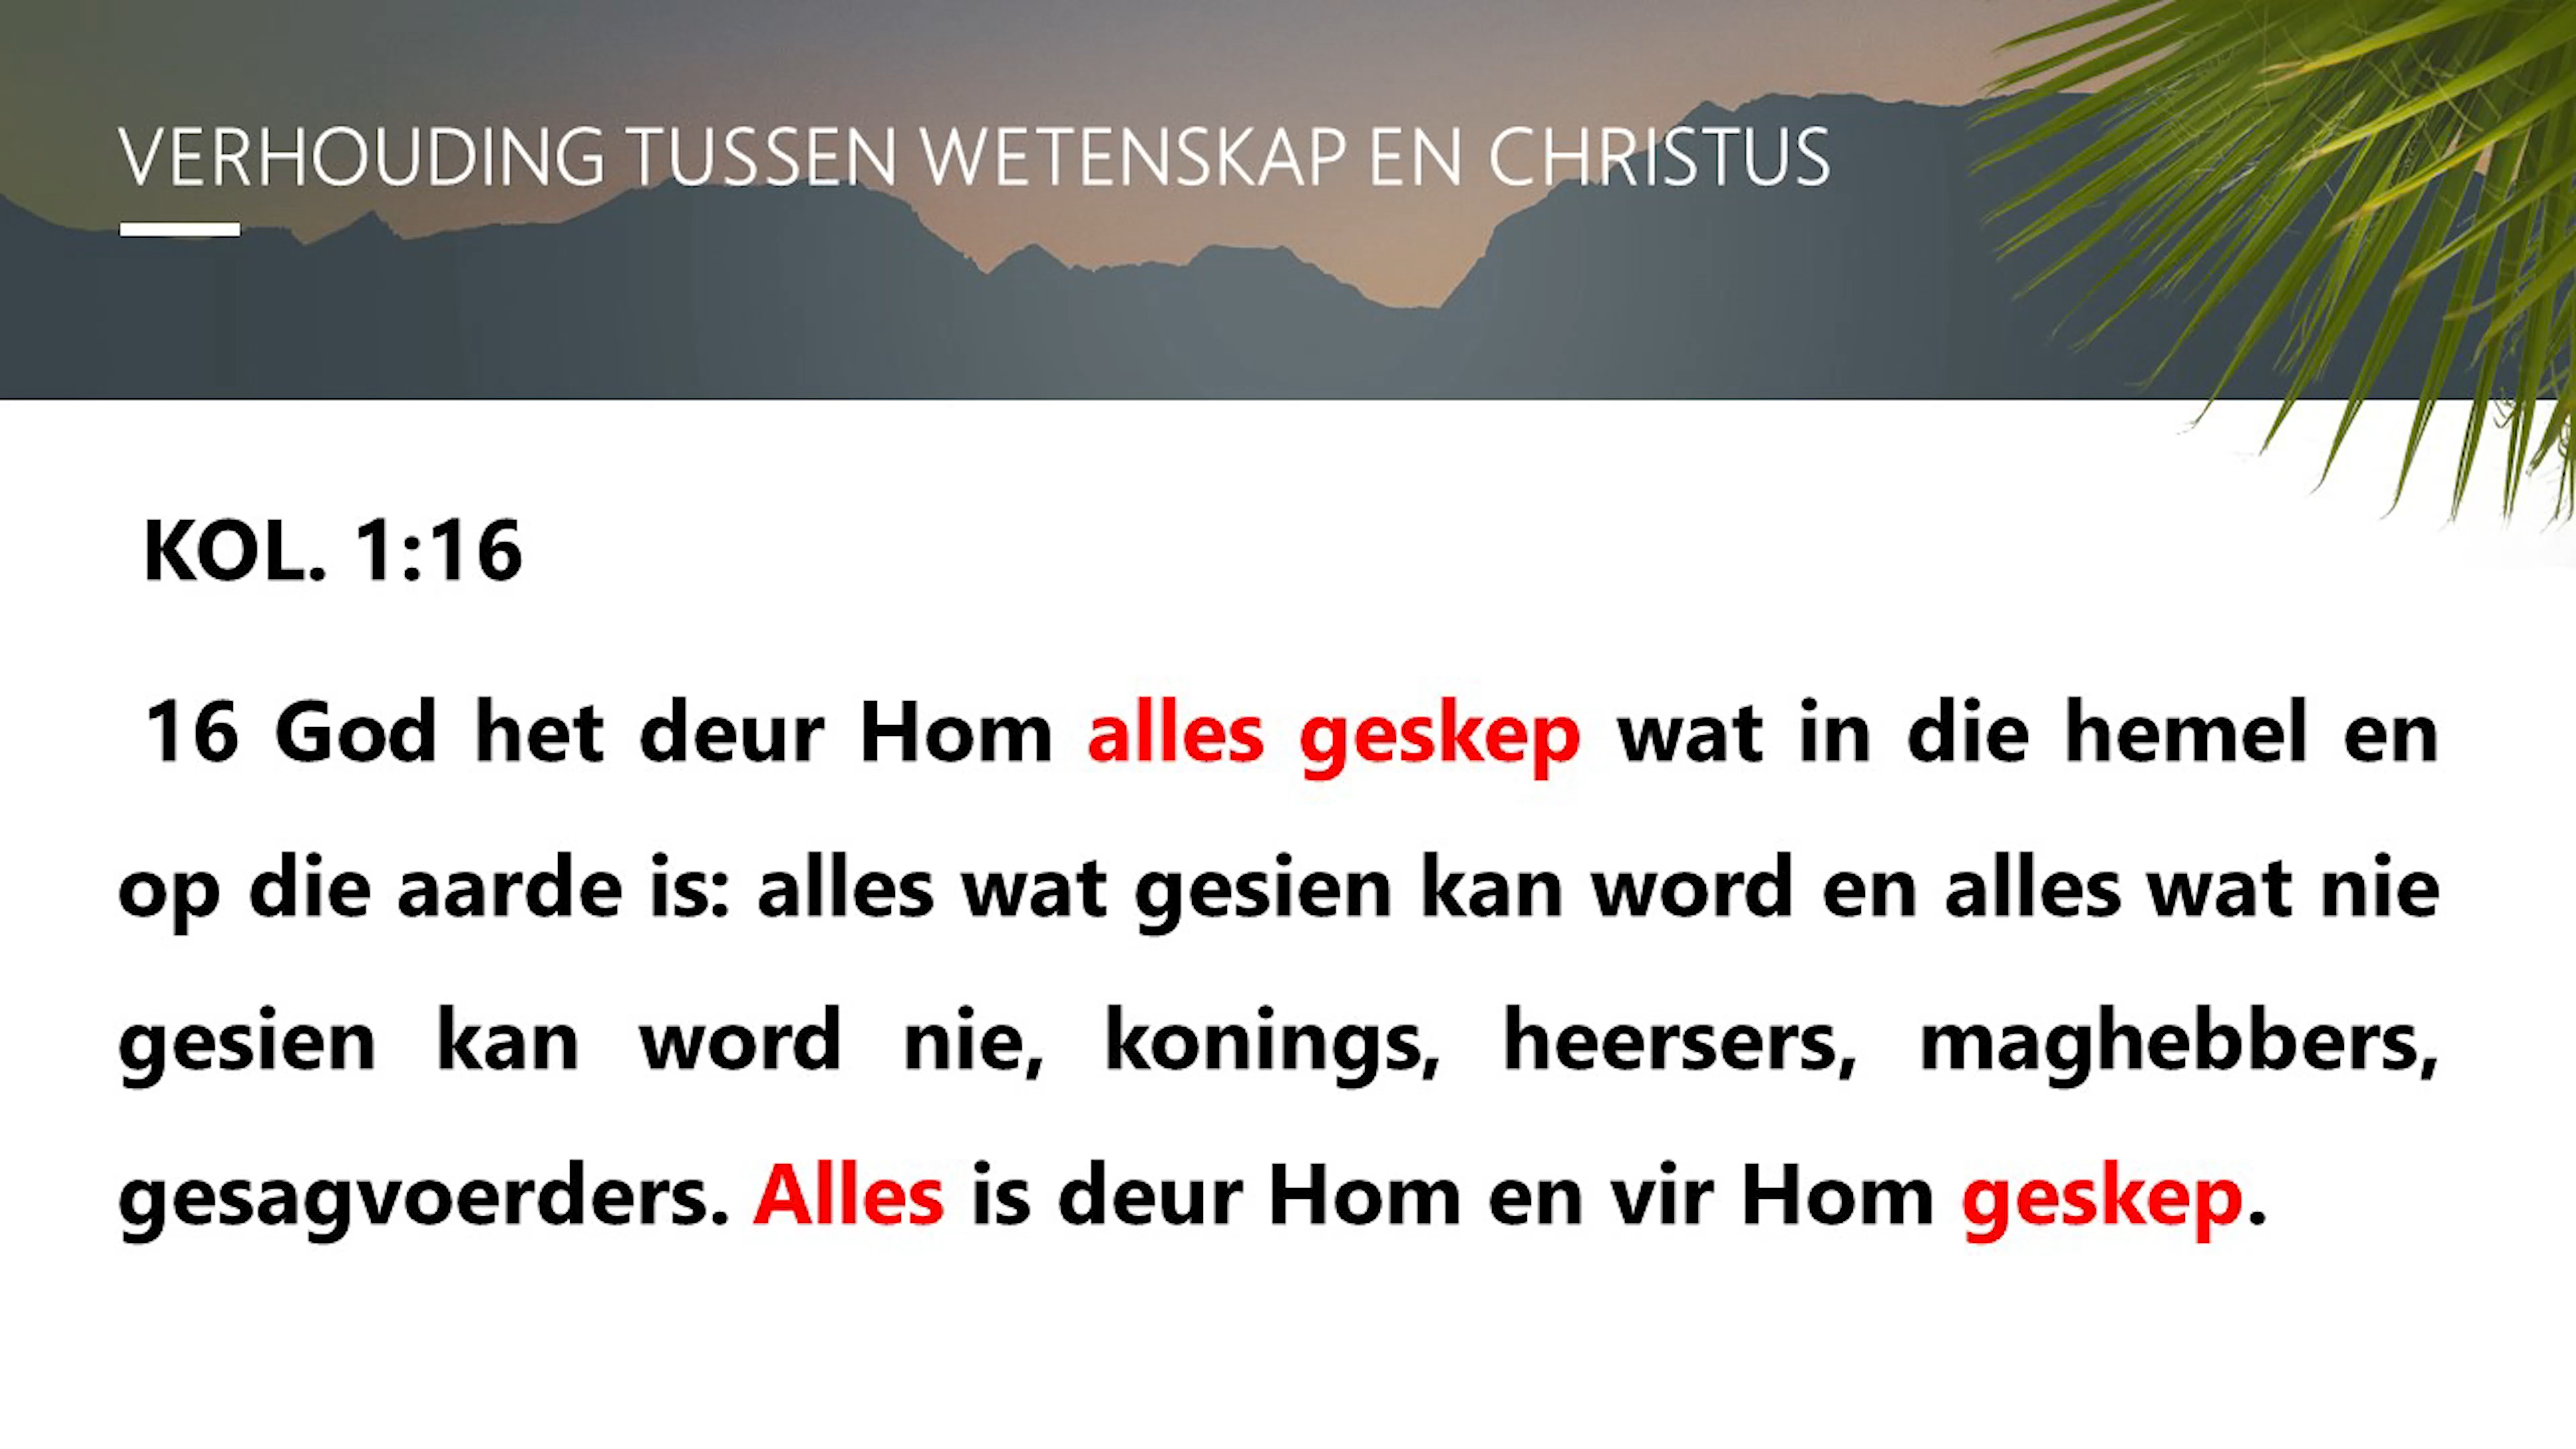 VERHOUDING TUSSEN WETENSKAP EN CHRISTUS
KOL. 1:16
16 God het deur Hom alles geskep wat in die hemel en
op die aarde is: alles wat gesien kan word en alles wat nie
gesien kan word nie, konings, heersers, maghebbers,
gesagvoerders. Alles is deur Hom en vir Hom geskep.